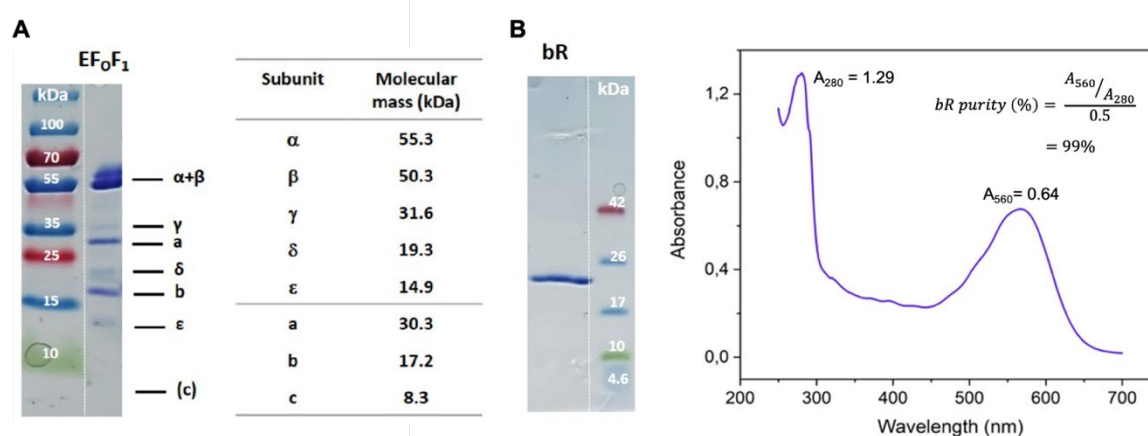 A
EFOF1
kDa
100
70
55
35
25
15
10
α+β
γ
a
δ
b
ε
(c)
Subunit Molecular mass (kDa)
α 55.3
β 50.3
γ 31.6
δ 19.3
ε 14.9
a 30.3
b 17.2
c 8.3
B
bR
kDa
42
26
17
10
4.6
A280 = 1.29
bR purity (%) = A560/A280 / 0.5
= 99%
A560= 0.64
Absorbance
1,2
0,8
0,4
0,0
200 300 400 500 600 700
Wavelength (nm)